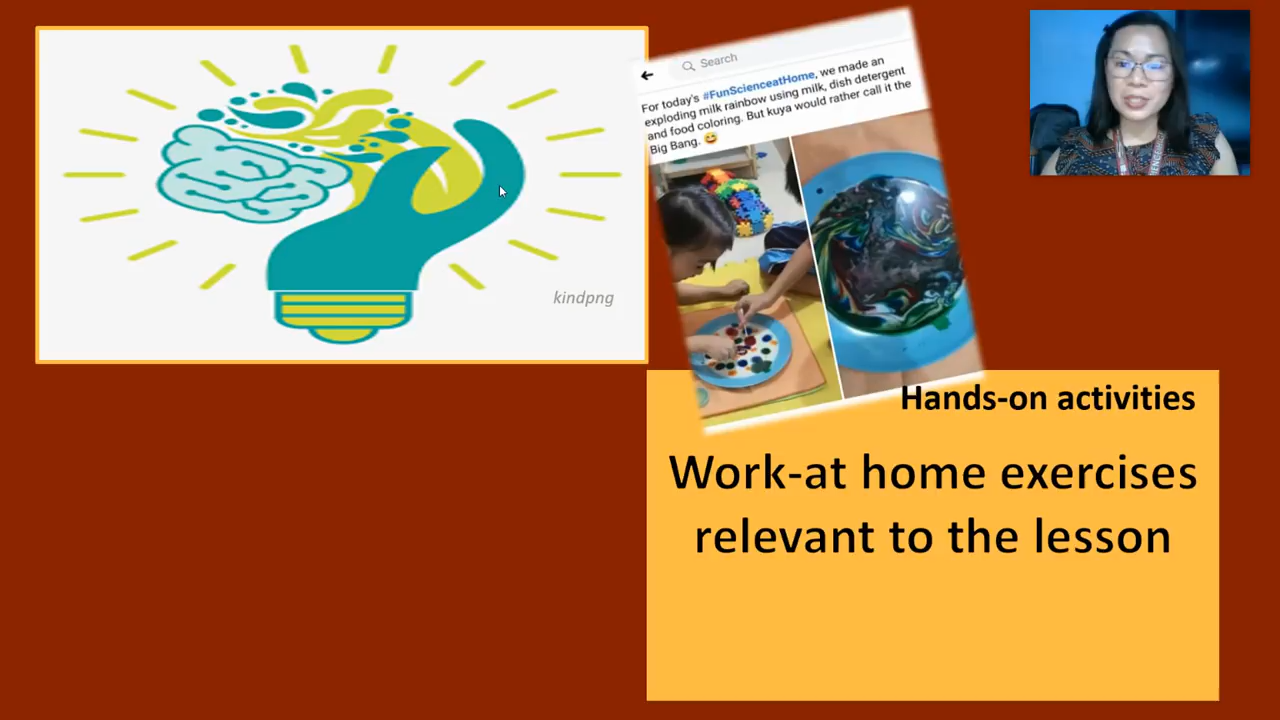 kindpng
Search
For today's #FunScienceatHome, we made an
exploding milk rainbow using milk, dish detergent
and food coloring. But kuya would rather call it the
Big Bang. 😅
Hands-on activities
Work-at home exercises
relevant to the lesson